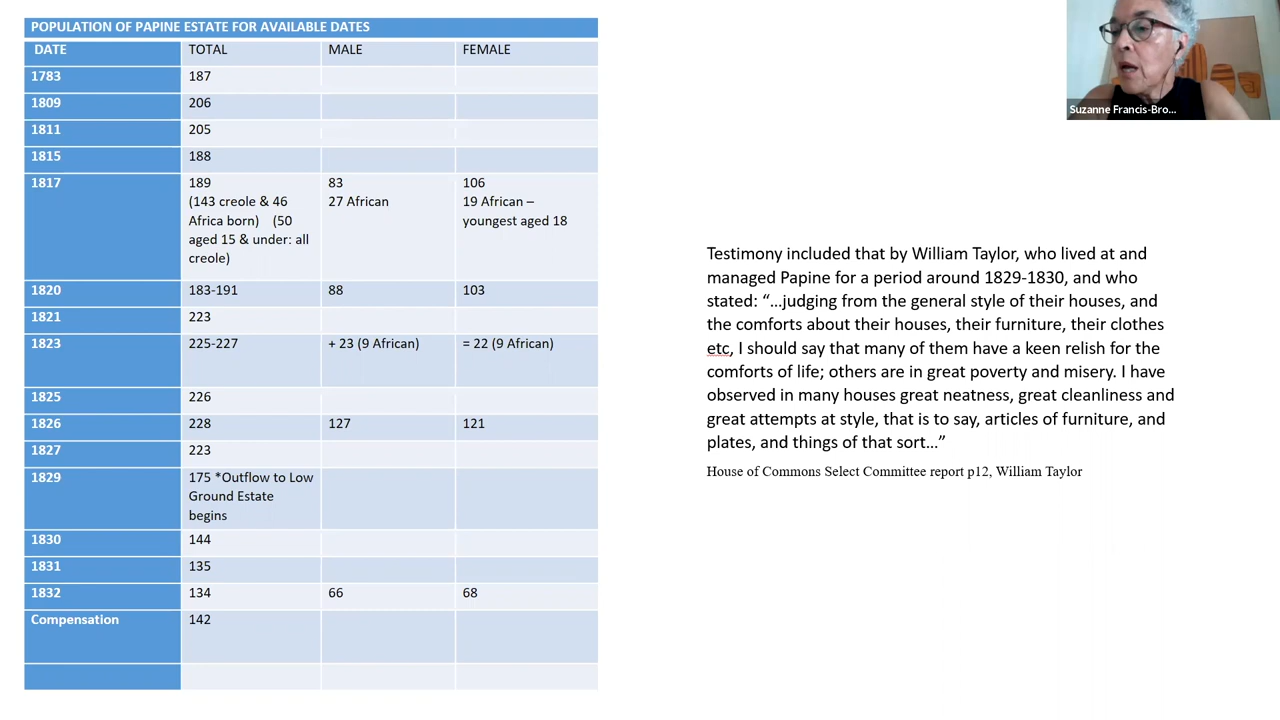 POPULATION OF PAPINE ESTATE FOR AVAILABLE DATES
DATE TOTAL MALE FEMALE
1783 187
1809 206
1811 205
1815 188
1817 189 83 106
(143 creole & 46 27 African 19 African –
Africa born) (50 youngest aged 18
aged 15 & under: all
creole)
1820 183-191 88 103
1821 223
1823 225-227 + 23 (9 African) = 22 (9 African)
1825 226
1826 228 127 121
1827 223
1829 175 *Outflow to Low
Ground Estate
begins
1830 144
1831 135
1832 134 66 68
Compensation 142
Suzanne Francis-Bro...
Testimony included that by William Taylor, who lived at and
managed Papine for a period around 1829-1830, and who
stated: “…judging from the general style of their houses, and
the comforts about their houses, their furniture, their clothes
etc, I should say that many of them have a keen relish for the
comforts of life; others are in great poverty and misery. I have
observed in many houses great neatness, great cleanliness and
great attempts at style, that is to say, articles of furniture, and
plates, and things of that sort…”
House of Commons Select Committee report p12, William Taylor